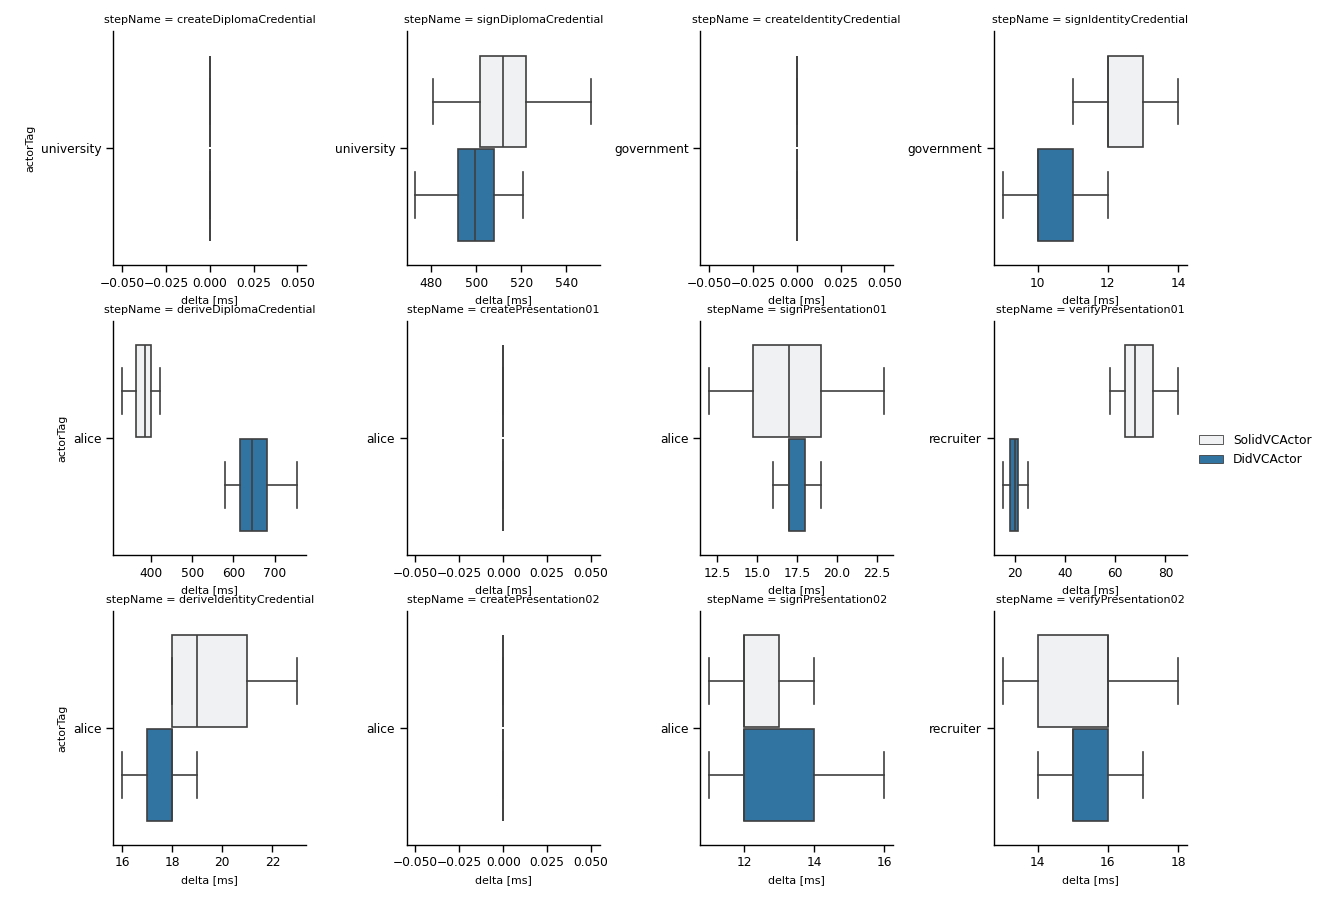 stepName = createDiplomaCredential
stepName = signDiplomaCredential
stepName = createIdentityCredential
stepName = signIdentityCredential
actorTag
university
university
government
government
−0.050 −0.025 0.000 0.025 0.050
480 500 520 540
−0.050 −0.025 0.000 0.025 0.050
10 12 14
delta [ms]
delta [ms]
delta [ms]
delta [ms]
stepName = deriveDiplomaCredential
stepName = createPresentation01
stepName = signPresentation01
stepName = verifyPresentation01
actorTag
alice
alice
alice
recruiter
SolidVCActor
DidVCActor
400 500 600 700
−0.050 −0.025 0.000 0.025 0.050
12.5 15.0 17.5 20.0 22.5
20 40 60 80
delta [ms]
delta [ms]
delta [ms]
delta [ms]
stepName = deriveIdentityCredential
stepName = createPresentation02
stepName = signPresentation02
stepName = verifyPresentation02
actorTag
alice
alice
alice
recruiter
16 18 20 22
−0.050 −0.025 0.000 0.025 0.050
12 14 16
14 16 18
delta [ms]
delta [ms]
delta [ms]
delta [ms]